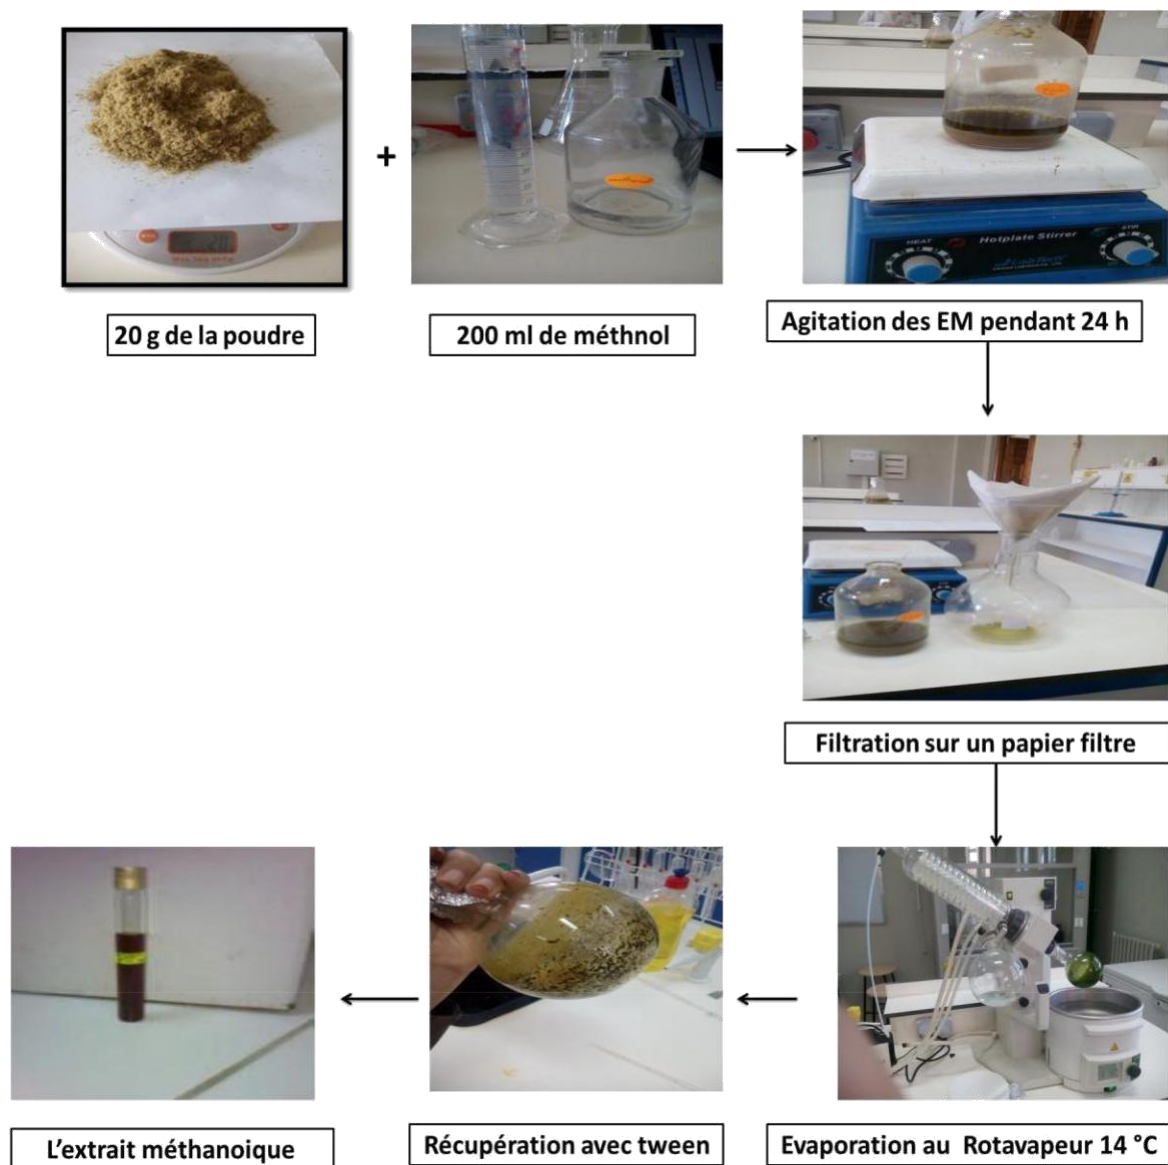 +
20 g de la poudre
200 ml de méthnol
HEAT
Hotplate Stirrer
STIR
Agitation des EM pendant 24 h
Filtration sur un papier filtre
L’extrait méthanoique
Récupération avec tween
Evaporation au Rotavapeur 14 °C